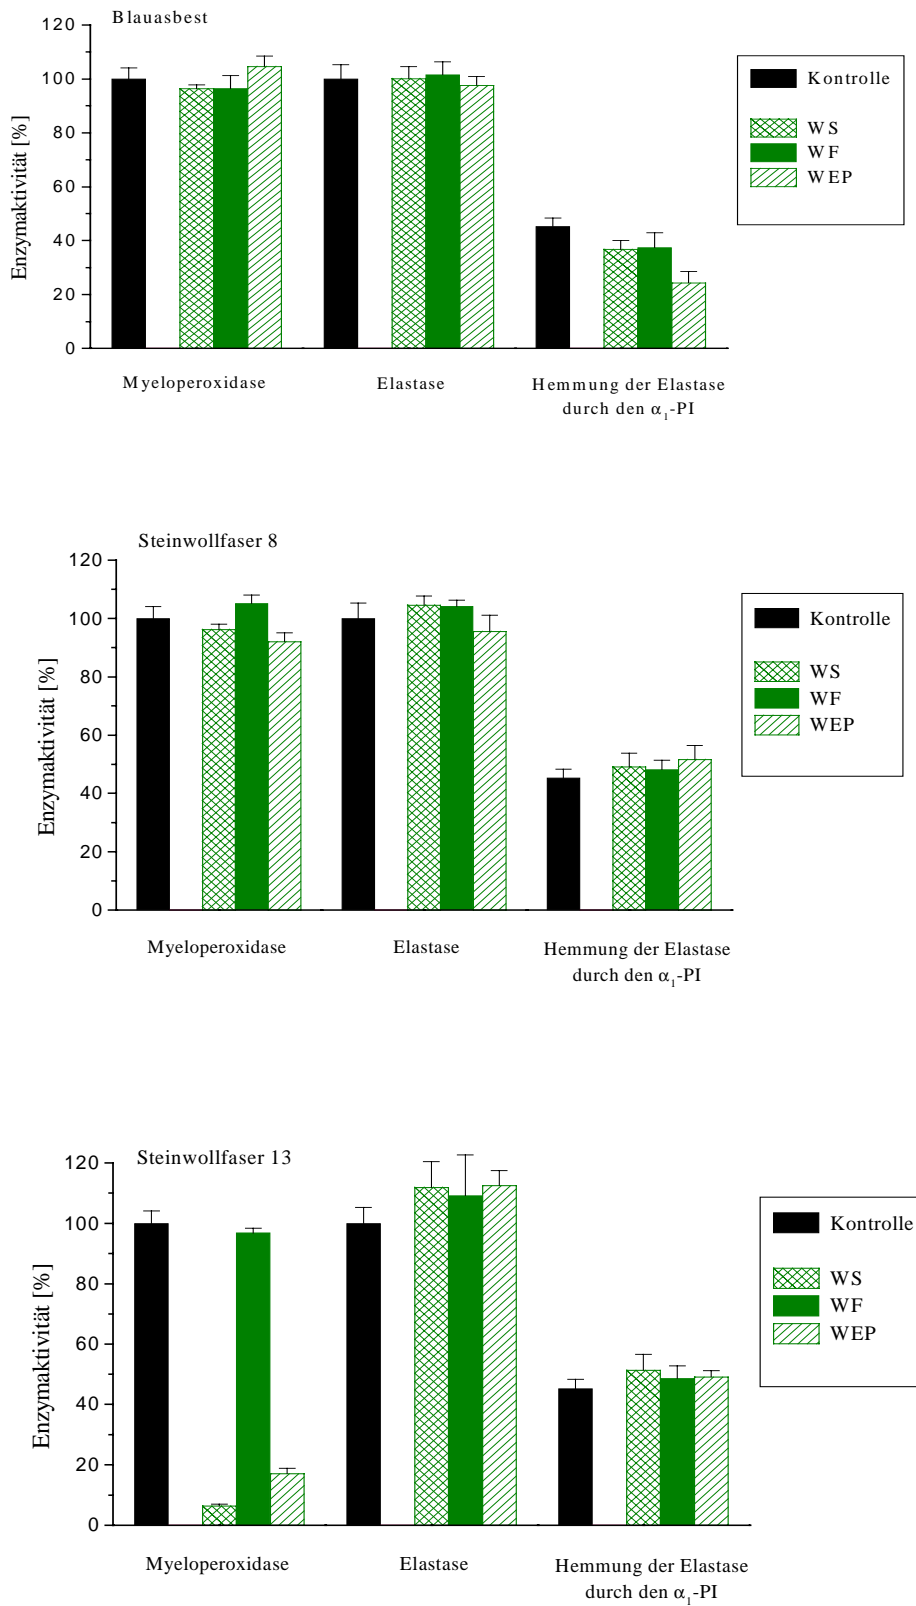 Blauasbest
120
100
80
60
40
20
0
Enzymaktivität [%]
Myeloperoxidase
Elastase
Hemmung der Elastase
durch den α₁-PI
Kontrolle
WS
WF
WEP
Steinwollfaser 8
120
100
80
60
40
20
0
Enzymaktivität [%]
Myeloperoxidase
Elastase
Hemmung der Elastase
durch den α₁-PI
Kontrolle
WS
WF
WEP
Steinwollfaser 13
120
100
80
60
40
20
0
Enzymaktivität [%]
Myeloperoxidase
Elastase
Hemmung der Elastase
durch den α₁-PI
Kontrolle
WS
WF
WEP